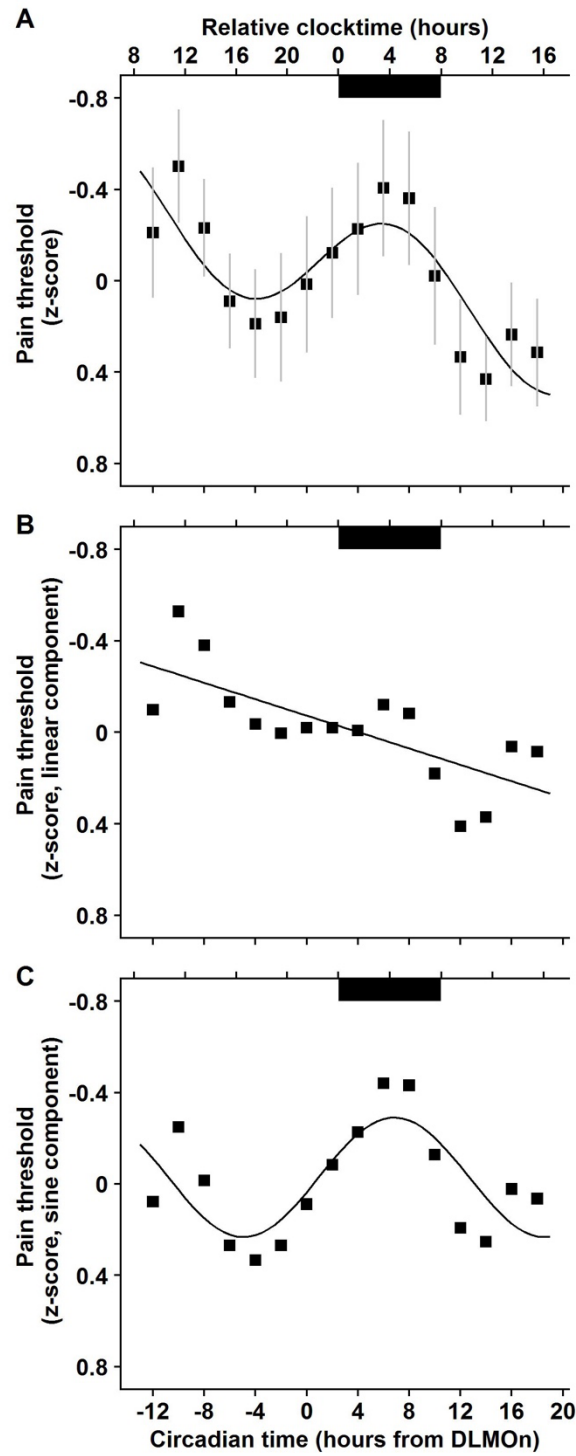 A
Relative clocktime (hours)
8 12 16 20 0 4 8 12 16
-0.8
-0.4
0
0.4
0.8
Pain threshold
(z-score)
B
-0.8
-0.4
0
0.4
0.8
Pain threshold
(z-score, linear component)
C
-0.8
-0.4
0
0.4
0.8
Pain threshold
(z-score, sine component)
-12 -8 -4 0 4 8 12 16 20
Circadian time (hours from DLMOn)